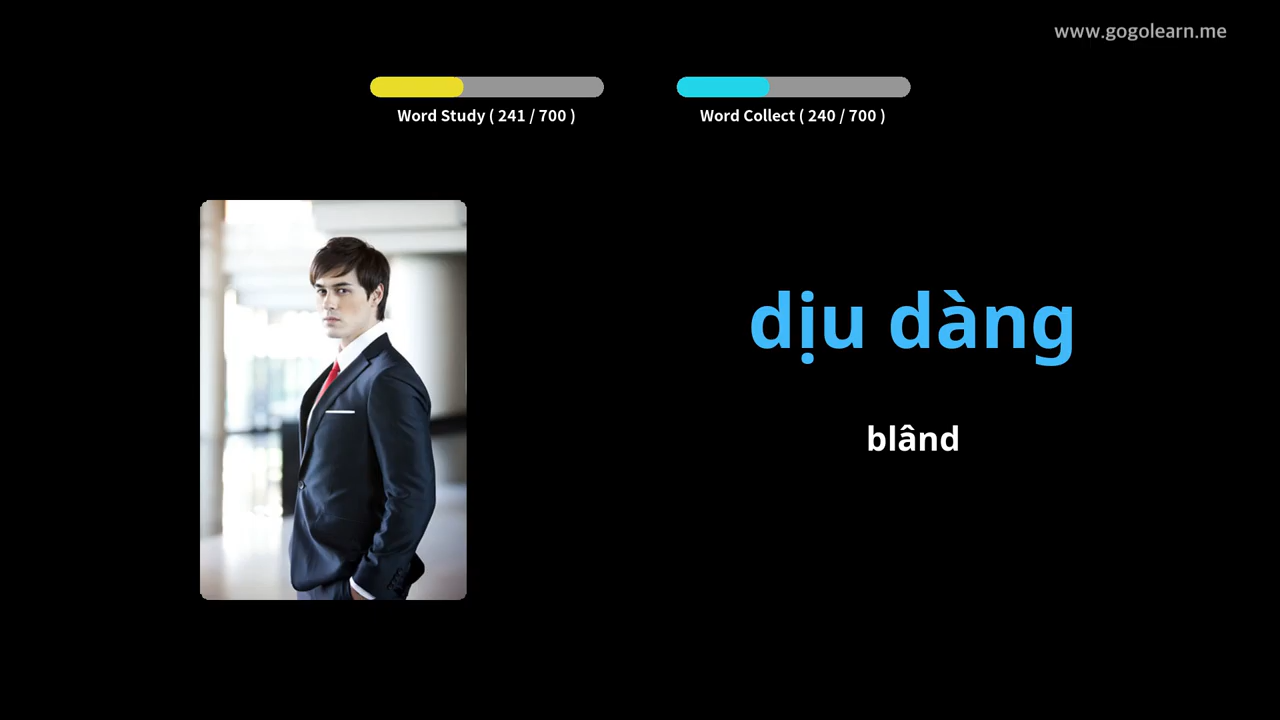 www.gogolearn.me
Word Study ( 241 / 700 )
Word Collect ( 240 / 700 )
dịu dàng
blând